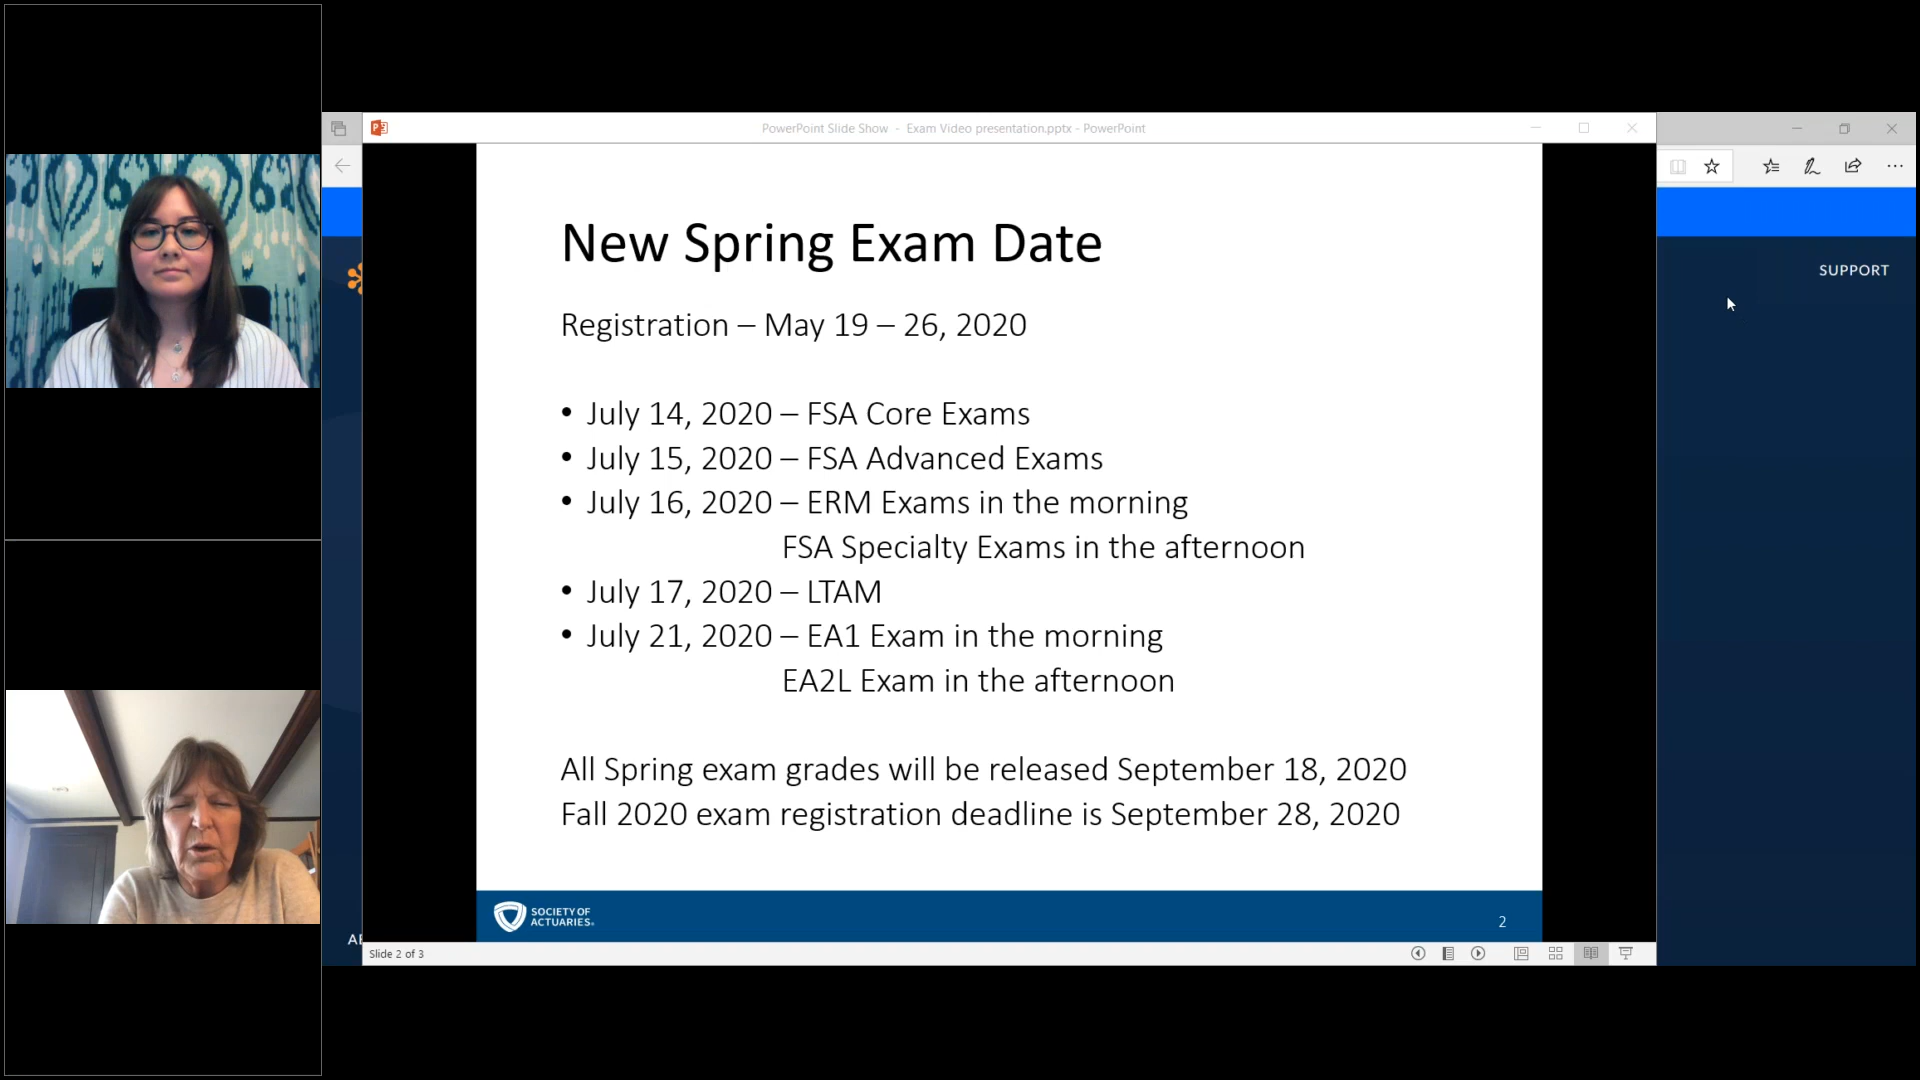 PowerPoint Slide Show - Exam Video presentation.pptx - PowerPoint
SUPPORT
New Spring Exam Date
Registration – May 19 – 26, 2020
• July 14, 2020 – FSA Core Exams
• July 15, 2020 – FSA Advanced Exams
• July 16, 2020 – ERM Exams in the morning
FSA Specialty Exams in the afternoon
• July 17, 2020 – LTAM
• July 21, 2020 – EA1 Exam in the morning
EA2L Exam in the afternoon
All Spring exam grades will be released September 18, 2020
Fall 2020 exam registration deadline is September 28, 2020
SOCIETY OF
ACTUARIES
2
Slide 2 of 3